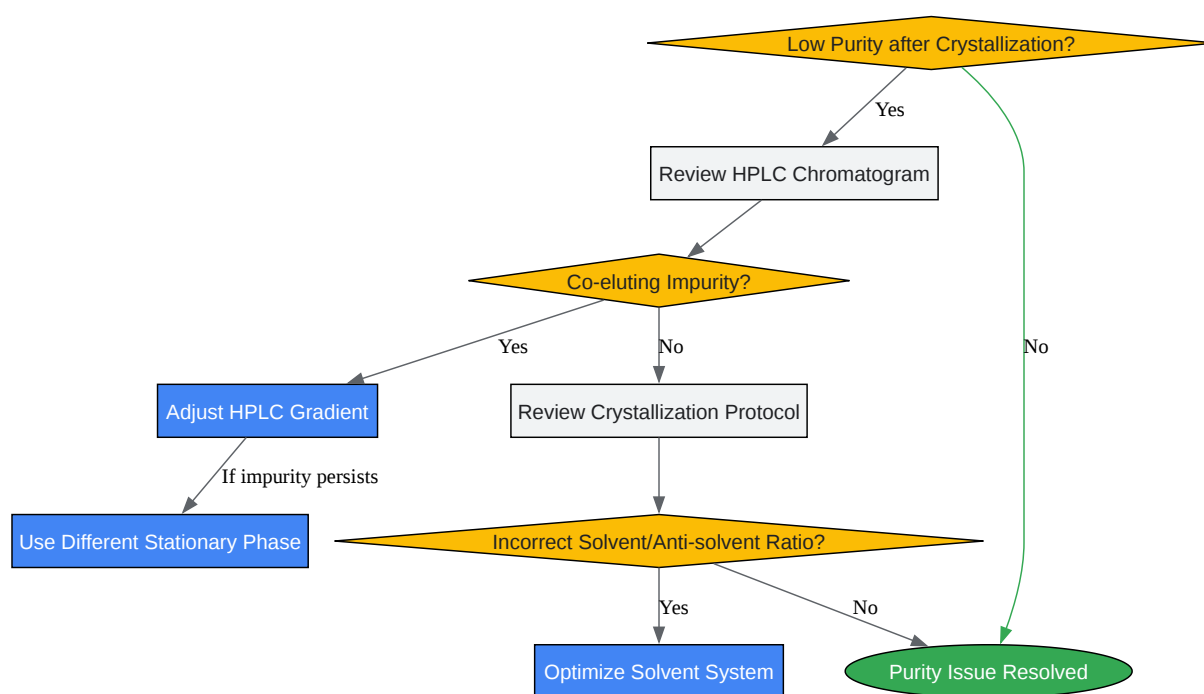 Low Purity after Crystallization?
Yes
Review HPLC Chromatogram
Co-eluting Impurity?
Yes
No
No
Adjust HPLC Gradient
Review Crystallization Protocol
If impurity persists
Use Different Stationary Phase
Incorrect Solvent/Anti-solvent Ratio?
Yes
No
Optimize Solvent System
Purity Issue Resolved